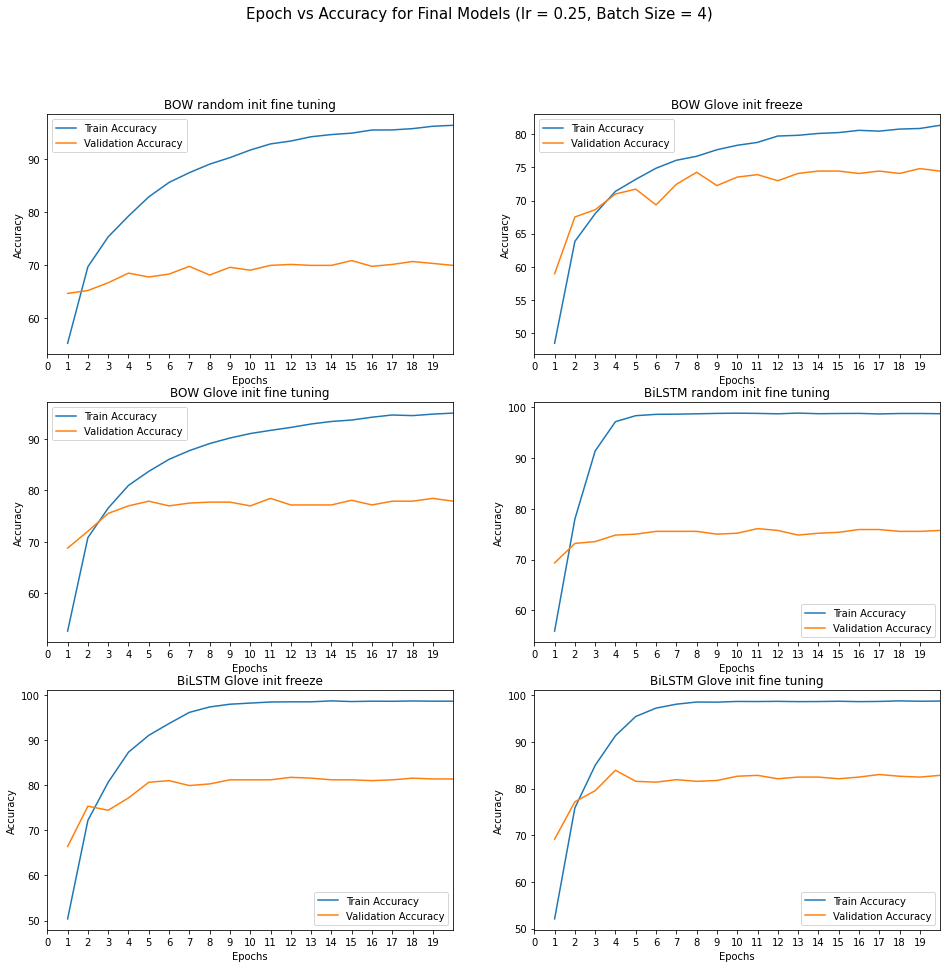 Epoch vs Accuracy for Final Models (lr = 0.25, Batch Size = 4)
BOW random init fine tuning
Train Accuracy
Validation Accuracy
90
80
70
60
Accuracy
0 1 2 3 4 5 6 7 8 9 10 11 12 13 14 15 16 17 18 19
Epochs
BOW Glove init freeze
Train Accuracy
Validation Accuracy
80
75
70
65
60
55
50
Accuracy
0 1 2 3 4 5 6 7 8 9 10 11 12 13 14 15 16 17 18 19
Epochs
BOW Glove init fine tuning
Train Accuracy
Validation Accuracy
90
80
70
60
Accuracy
0 1 2 3 4 5 6 7 8 9 10 11 12 13 14 15 16 17 18 19
Epochs
BiLSTM random init fine tuning
100
90
80
70
60
Accuracy
Train Accuracy
Validation Accuracy
0 1 2 3 4 5 6 7 8 9 10 11 12 13 14 15 16 17 18 19
Epochs
BiLSTM Glove init freeze
100
90
80
70
60
50
Accuracy
Train Accuracy
Validation Accuracy
0 1 2 3 4 5 6 7 8 9 10 11 12 13 14 15 16 17 18 19
Epochs
BiLSTM Glove init fine tuning
100
90
80
70
60
50
Accuracy
Train Accuracy
Validation Accuracy
0 1 2 3 4 5 6 7 8 9 10 11 12 13 14 15 16 17 18 19
Epochs